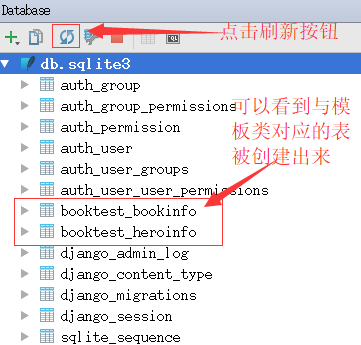 Database
点击刷新按钮
QL
db.sqlite3
auth_group
auth_group_permissions
auth_permission
auth_user
auth_user_groups
auth_user_user_permissions
booktest_bookinfo
booktest_heroinfo
django_admin_log
django_content_type
django_migrations
django_session
sqlite_sequence
可以看到与模
板类对应的表
被创建出来